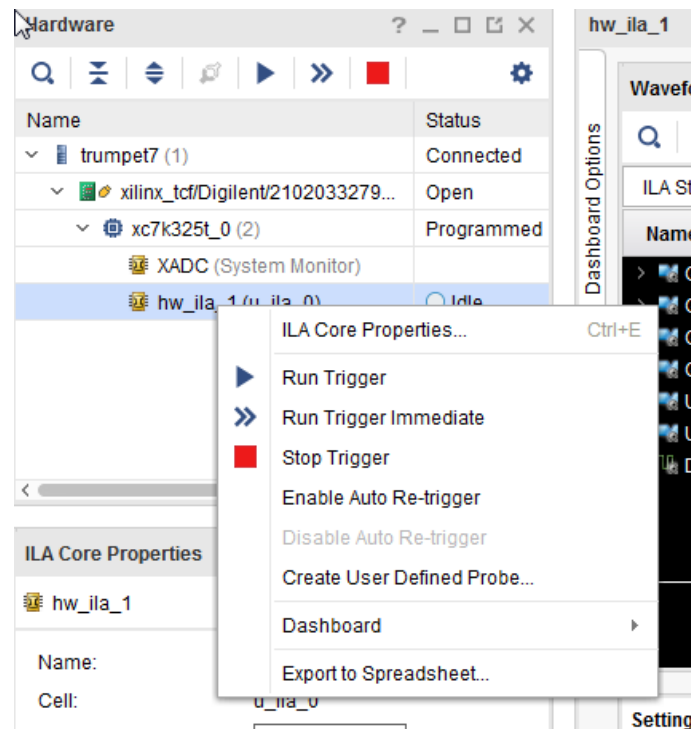 Hardware
hw_ila_1
Name Status
trumpet7 (1) Connected
xilinx_tcf/Digilent/2102033279... Open
xc7k325t_0 (2) Programmed
XADC (System Monitor)
hw_ila_1 (u_ila_0) Idle
Dashboard Options
ILA Core Properties... Ctrl+E
Run Trigger
Run Trigger Immediate
Stop Trigger
Enable Auto Re-trigger
Disable Auto Re-trigger
Create User Defined Probe...
Dashboard
Export to Spreadsheet...
ILA Core Properties
hw_ila_1
Name:
Cell: u_ila_0
Wavef
ILA St
Name
Setting